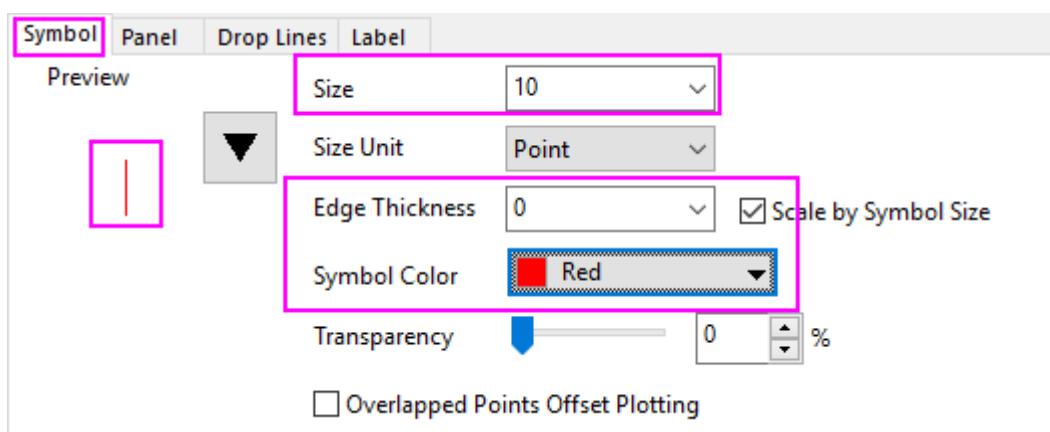 Symbol Panel Drop Lines Label
Preview
Size 10
Size Unit Point
Edge Thickness 0 Scale by Symbol Size
Symbol Color Red
Transparency 0 %
Overlapped Points Offset Plotting